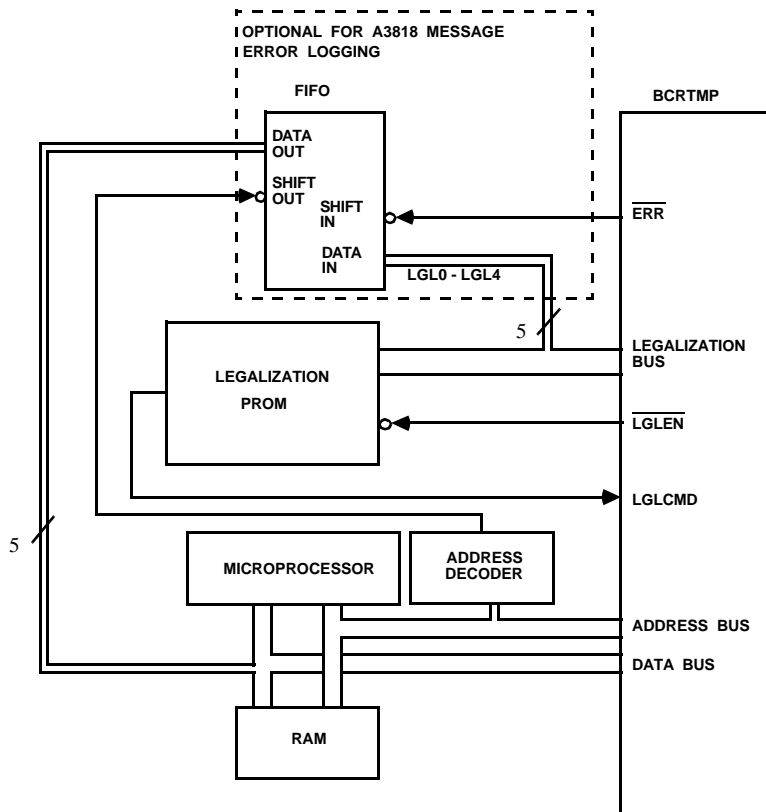 OPTIONAL FOR A3818 MESSAGE
ERROR LOGGING
FIFO
BCRTMP
DATA
OUT
SHIFT
OUT
SHIFT
IN
ERR
DATA
IN
LGL0 - LGL4
5
LEGALIZATION
BUS
LEGALIZATION
PROM
LGLEN
LGLCMD
5
MICROPROCESSOR
ADDRESS
DECODER
ADDRESS BUS
DATA BUS
RAM